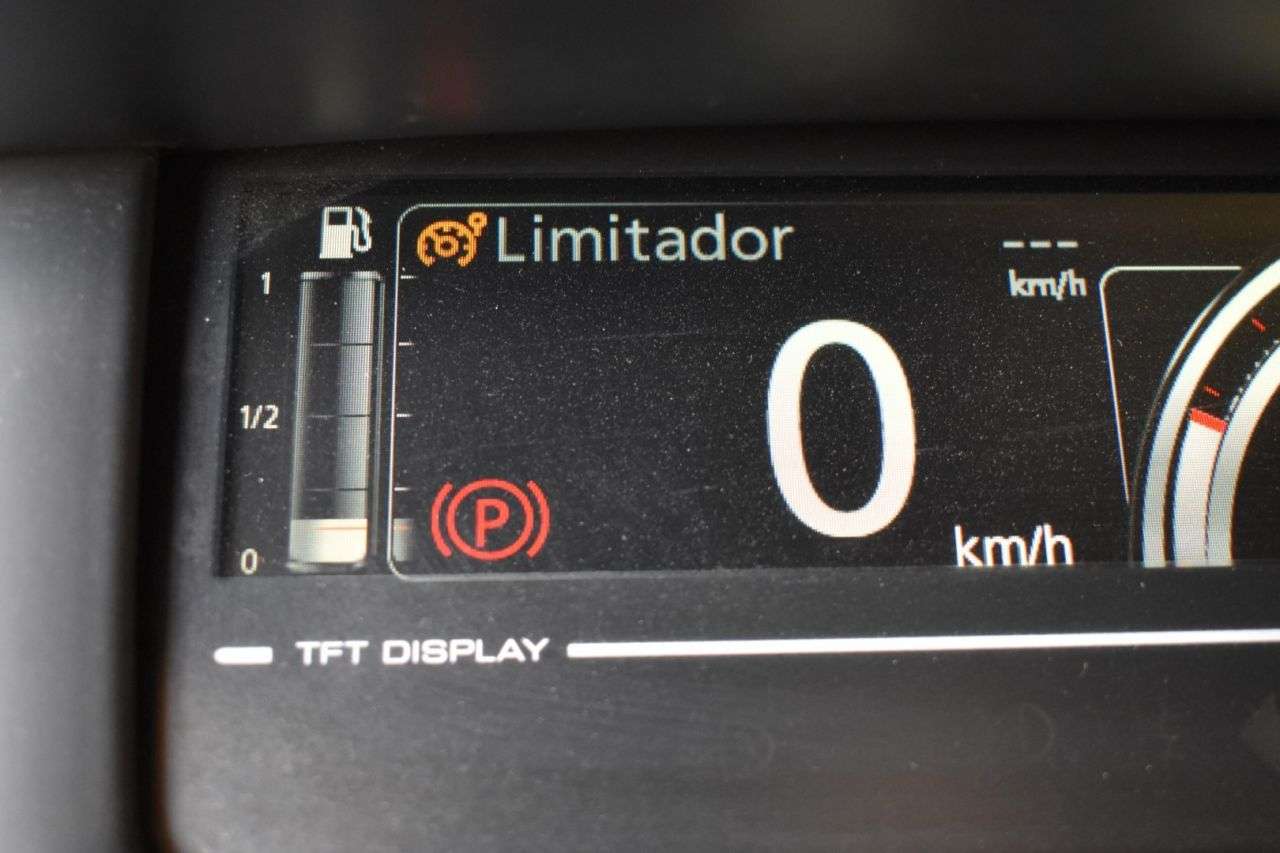 Limitador ---
km/h
1
1/2
0
0
km/h
P
TFT DISPLAY